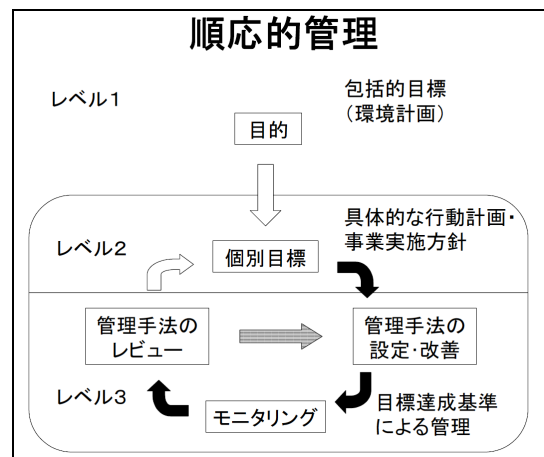 順応的管理
レベル1
包括的目標
(環境計画)
目的
具体的な行動計画・
事業実施方針
レベル2
個別目標
管理手法の
レビュー
管理手法の
設定・改善
レベル3
モニタリング
目標達成基準
による管理